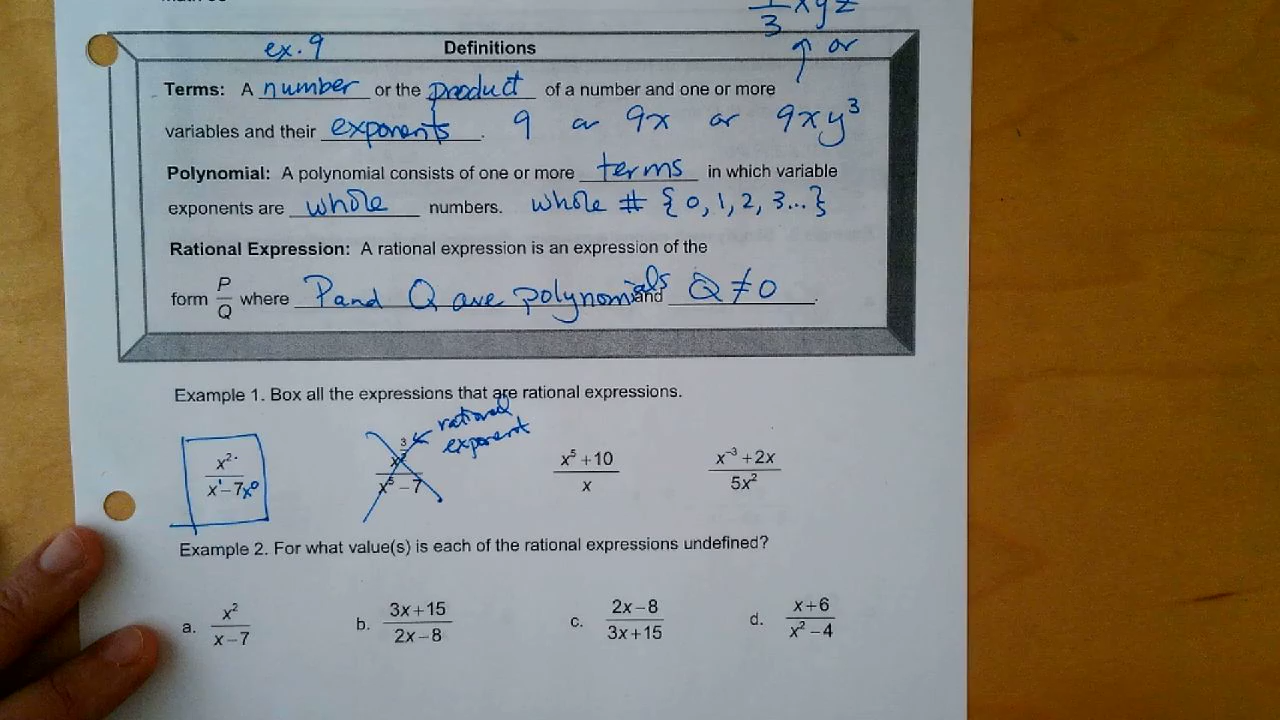 1/3 xyz
ex. 9 Definitions ↑ or
Terms: A number or the product of a number and one or more
variables and their exponents. 9 or 9x or 9xy³
Polynomial: A polynomial consists of one or more terms in which variable
exponents are whole numbers. whole # {0, 1, 2, 3...}
Rational Expression: A rational expression is an expression of the
form P/Q where P and Q are polynomials and Q ≠ 0.
Example 1. Box all the expressions that are rational expressions.
← rational
exponent
x²/(x¹ – 7x⁰) (x⁵ + 10)/x (x⁻³ + 2x)/(5x²)
Example 2. For what value(s) is each of the rational expressions undefined?
a. x²/(x – 7) b. (3x + 15)/(2x – 8) c. (2x – 8)/(3x + 15) d. (x + 6)/(x² – 4)